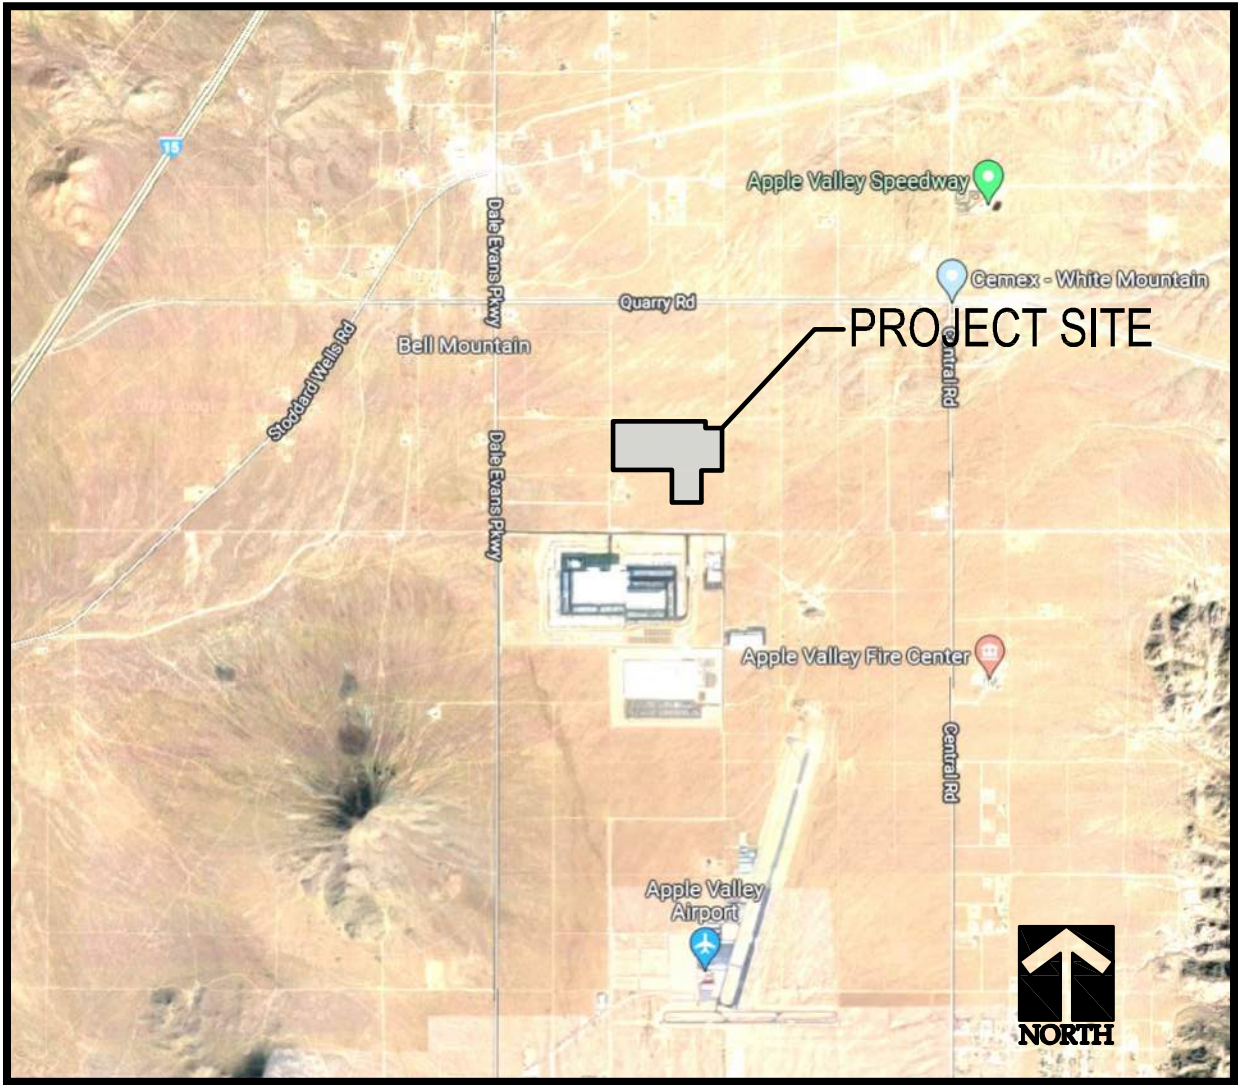 15
Apple Valley Speedway
Dale Evans Pkwy
Cemex - White Mountain
Quarry Rd
PROJECT SITE
Bell Mountain
Stoddard Wells Rd
Central Rd
Dale Evans Pkwy
Apple Valley Fire Center
Central Rd
Apple Valley
Airport
NORTH